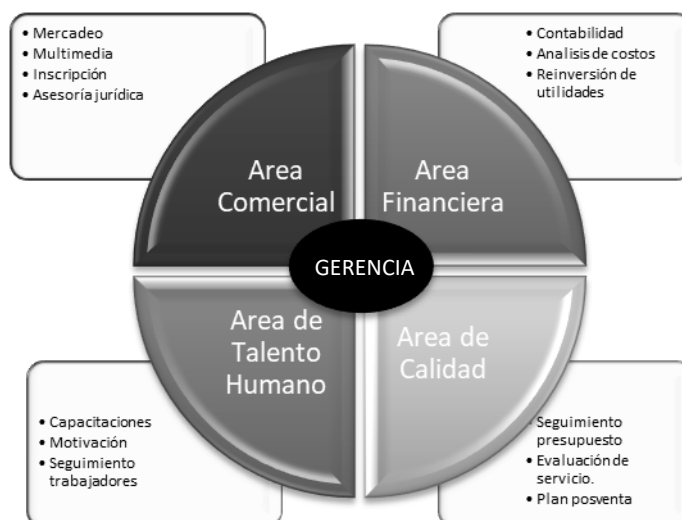 • Mercadeo
• Multimedia
• Inscripción
• Asesoría jurídica
• Contabilidad
• Analisis de costos
• Reinversión de
utilidades
Area
Comercial
Area
Financiera
GERENCIA
Area de
Talento
Humano
Area de
Calidad
• Capacitaciones
• Motivación
• Seguimiento
trabajadores
• Seguimiento
presupuesto
• Evaluación de
servicio.
• Plan posventa